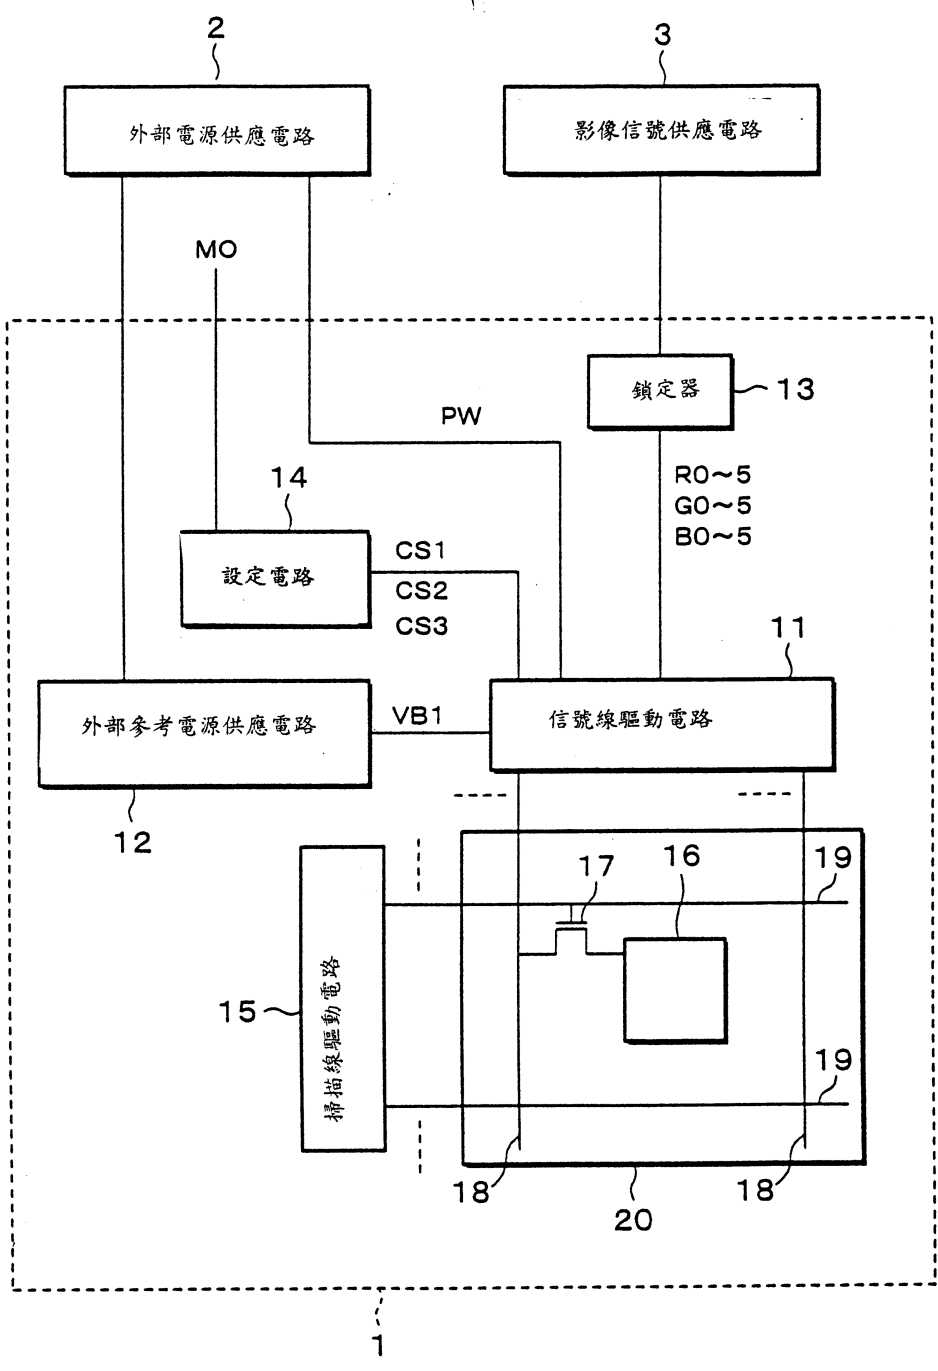 2
3
外部電源供應電路
影像信號供應電路
MO
鎖定器
13
PW
R0~5
G0~5
B0~5
14
設定電路
CS1
CS2
CS3
11
外部參考電源供應電路
VB1
信號線驅動電路
12
17
16
19
15
掃描線驅動電路
19
18
18
20
1